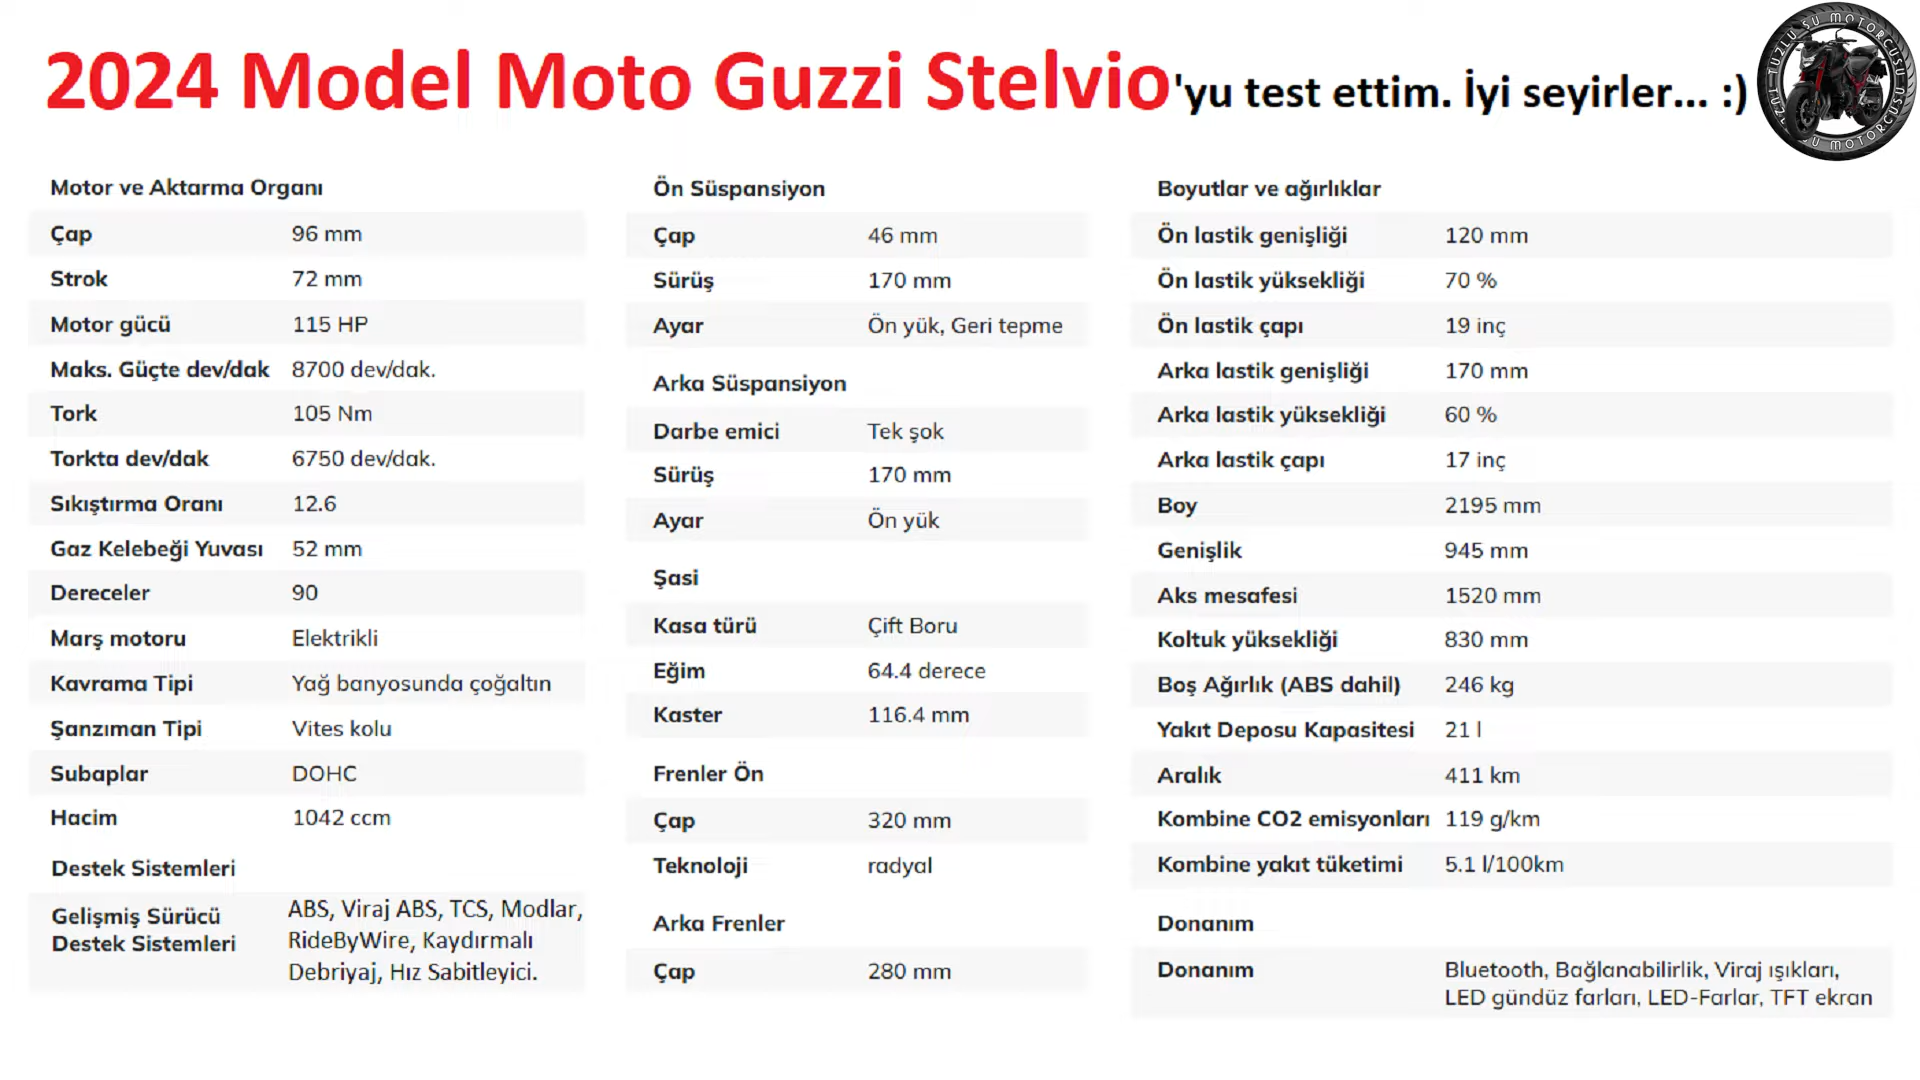 2024 Model Moto Guzzi Stelvio'yu test ettim. İyi seyirler... :)
TUZLU SU MOTORCUSU
TUZLU SU MOTORCUSU
Motor ve Aktarma Organı
Çap 96 mm
Strok 72 mm
Motor gücü 115 HP
Maks. Güçte dev/dak 8700 dev/dak.
Tork 105 Nm
Torkta dev/dak 6750 dev/dak.
Sıkıştırma Oranı 12.6
Gaz Kelebeği Yuvası 52 mm
Dereceler 90
Marş motoru Elektrikli
Kavrama Tipi Yağ banyosunda çoğaltın
Şanzıman Tipi Vites kolu
Subaplar DOHC
Hacim 1042 ccm
Destek Sistemleri
Gelişmiş Sürücü
Destek Sistemleri
ABS, Viraj ABS, TCS, Modlar,
RideByWire, Kaydırmalı
Debriyaj, Hız Sabitleyici.
Ön Süspansiyon
Çap 46 mm
Sürüş 170 mm
Ayar Ön yük, Geri tepme
Arka Süspansiyon
Darbe emici Tek şok
Sürüş 170 mm
Ayar Ön yük
Şasi
Kasa türü Çift Boru
Eğim 64.4 derece
Kaster 116.4 mm
Frenler Ön
Çap 320 mm
Teknoloji radyal
Arka Frenler
Çap 280 mm
Boyutlar ve ağırlıklar
Ön lastik genişliği 120 mm
Ön lastik yüksekliği 70 %
Ön lastik çapı 19 inç
Arka lastik genişliği 170 mm
Arka lastik yüksekliği 60 %
Arka lastik çapı 17 inç
Boy 2195 mm
Genişlik 945 mm
Aks mesafesi 1520 mm
Koltuk yüksekliği 830 mm
Boş Ağırlık (ABS dahil) 246 kg
Yakıt Deposu Kapasitesi 21 l
Aralık 411 km
Kombine CO2 emisyonları 119 g/km
Kombine yakıt tüketimi 5.1 l/100km
Donanım
Donanım Bluetooth, Bağlanabilirlik, Viraj ışıkları,
LED gündüz farları, LED-Farlar, TFT ekran